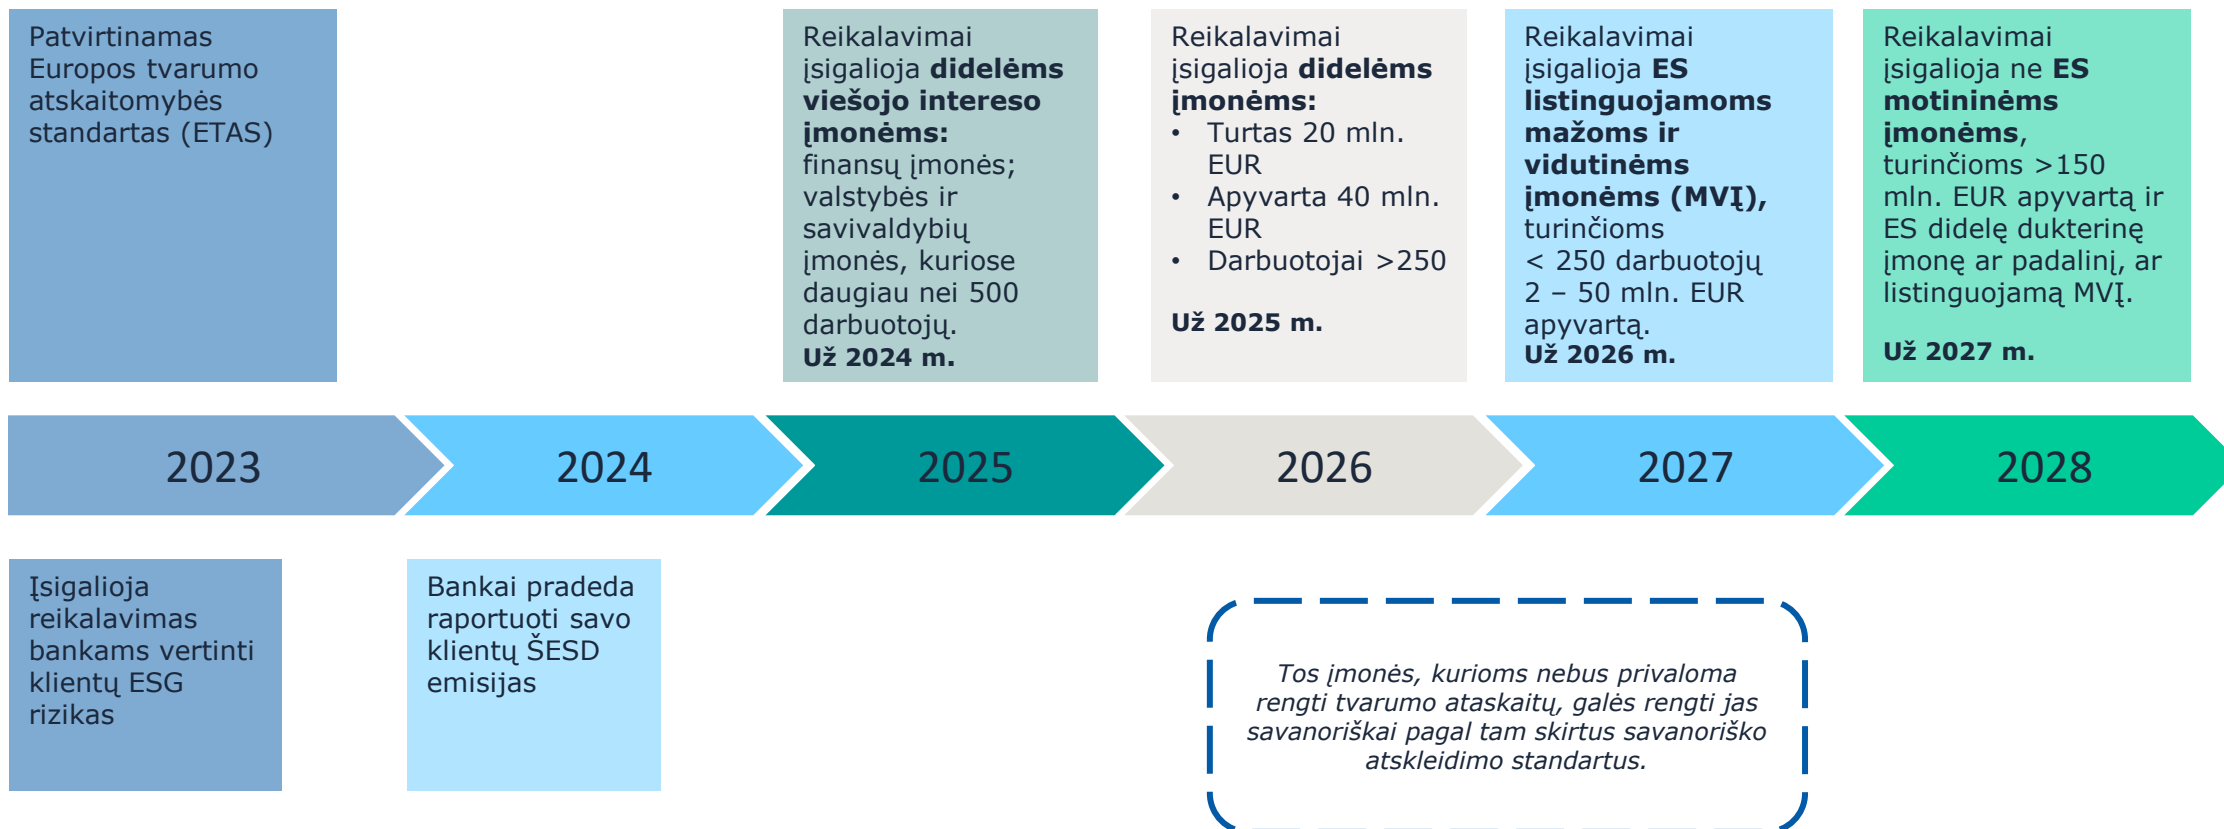 Patvirtinamas
Europos tvarumo
atskaitomybės
standartas (ETAS)
Reikalavimai
įsigalioja didelėms
viešojo intereso
įmonėms:
finansų įmonės;
valstybės ir
savivaldybių
įmonės, kuriose
daugiau nei 500
darbuotojų.
Už 2024 m.
Reikalavimai
įsigalioja didelėms
įmonėms:
• Turtas 20 mln.
EUR
• Apyvarta 40 mln.
EUR
• Darbuotojai >250
Už 2025 m.
Reikalavimai
įsigalioja ES
listinguojamoms
mažoms ir
vidutinėms
įmonėms (MVĮ),
turinčioms
< 250 darbuotojų
2 – 50 mln. EUR
apyvartą.
Už 2026 m.
Reikalavimai
įsigalioja ne ES
motininėms
įmonėms,
turinčioms >150
mln. EUR apyvartą ir
ES didelę dukterinę
įmonę ar padalinį, ar
listinguojamą MVĮ.
Už 2027 m.
2023
2024
2025
2026
2027
2028
Įsigalioja
reikalavimas
bankams vertinti
klientų ESG
rizikas
Bankai pradeda
raportuoti savo
klientų ŠESD
emisijas
Tos įmonės, kurioms nebus privaloma
rengti tvarumo ataskaitų, galės rengti jas
savanoriškai pagal tam skirtus savanoriško
atskleidimo standartus.